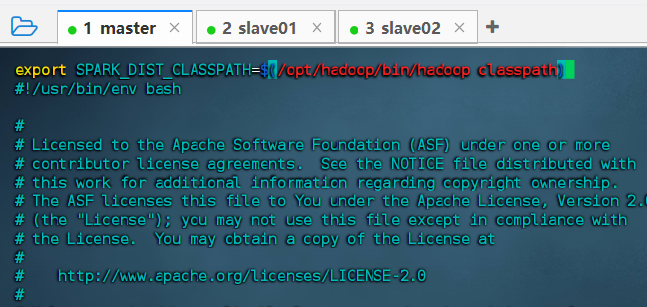 1 master × 2 slave01 × 3 slave02 × +
export SPARK_DIST_CLASSPATH=$(/opt/hadoop/bin/hadoop classpath)
#!/usr/bin/env bash
#
# Licensed to the Apache Software Foundation (ASF) under one or more
# contributor license agreements.  See the NOTICE file distributed with
# this work for additional information regarding copyright ownership.
# The ASF licenses this file to You under the Apache License, Version 2.0
# (the "License"); you may not use this file except in compliance with
# the License.  You may obtain a copy of the License at
#
#    http://www.apache.org/licenses/LICENSE-2.0
#